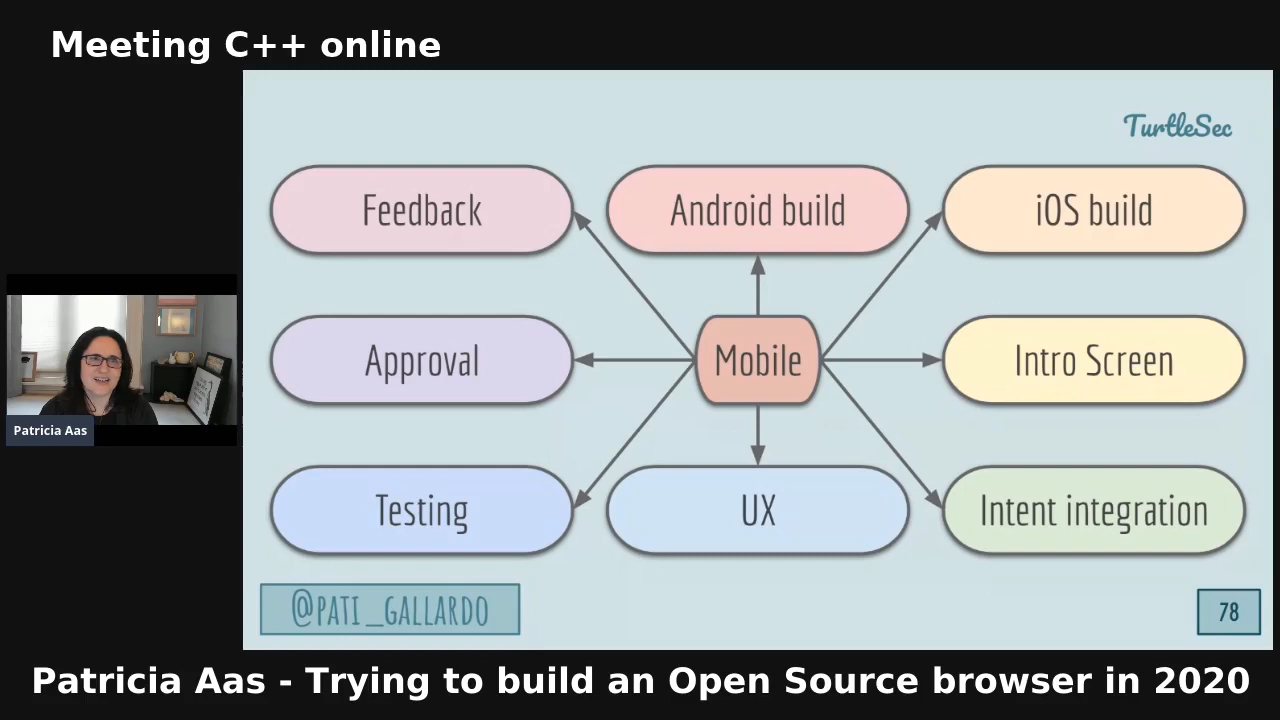 Meeting C++ online
TurtleSec
Feedback
Android build
iOS build
Approval
Mobile
Intro Screen
Testing
UX
Intent integration
Patricia Aas
@PATI_GALLARDO
78
Patricia Aas - Trying to build an Open Source browser in 2020